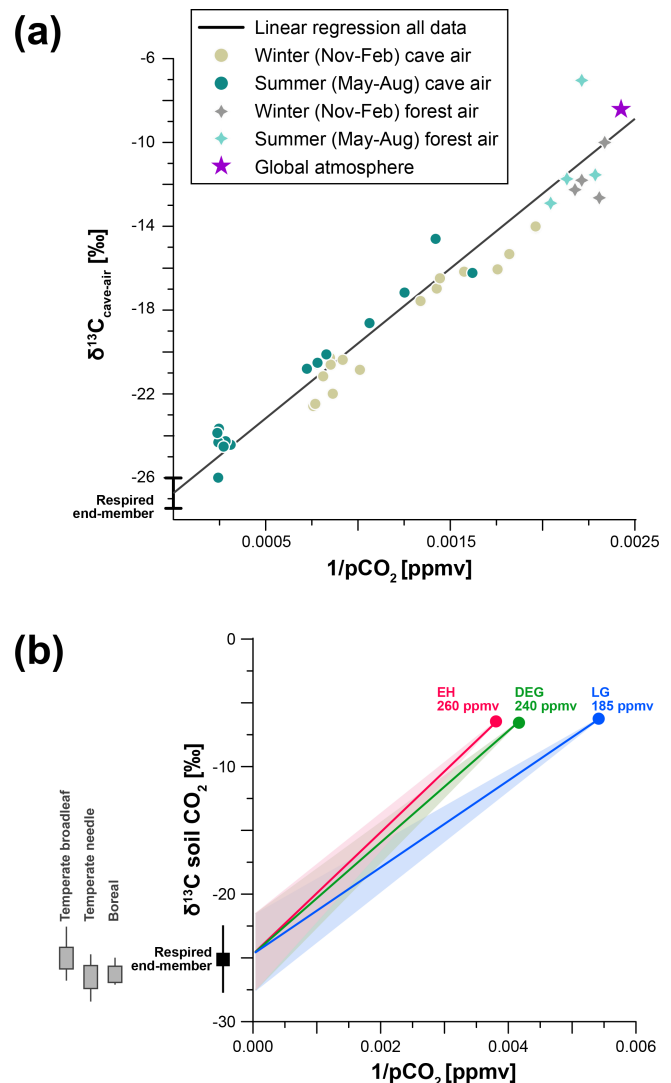 (a)
Linear regression all data
Winter (Nov-Feb) cave air
Summer (May-Aug) cave air
Winter (Nov-Feb) forest air
Summer (May-Aug) forest air
Global atmosphere
-6
-10
-14
-18
-22
-26
δ¹³C cave-air [‰]
Respired
end-member
0.0005
0.0015
0.0025
1/pCO₂ [ppmv]
(b)
0
-10
-20
-30
δ¹³C soil CO₂ [‰]
EH
260 ppmv
DEG
240 ppmv
LG
185 ppmv
Temperate broadleaf
Temperate needle
Boreal
Respired
end-member
0.000
0.002
0.004
0.006
1/pCO₂ [ppmv]